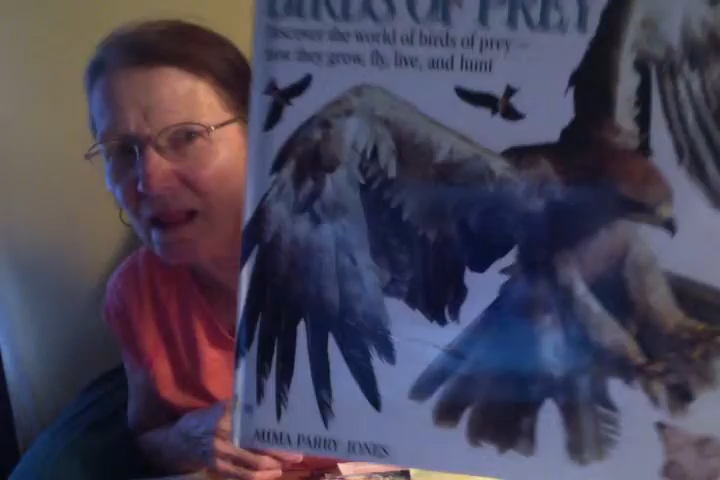 BIRDS OF PREY
Discover the world of birds of prey –
how they grow, fly, live, and hunt
MIMA PARRY-JONES